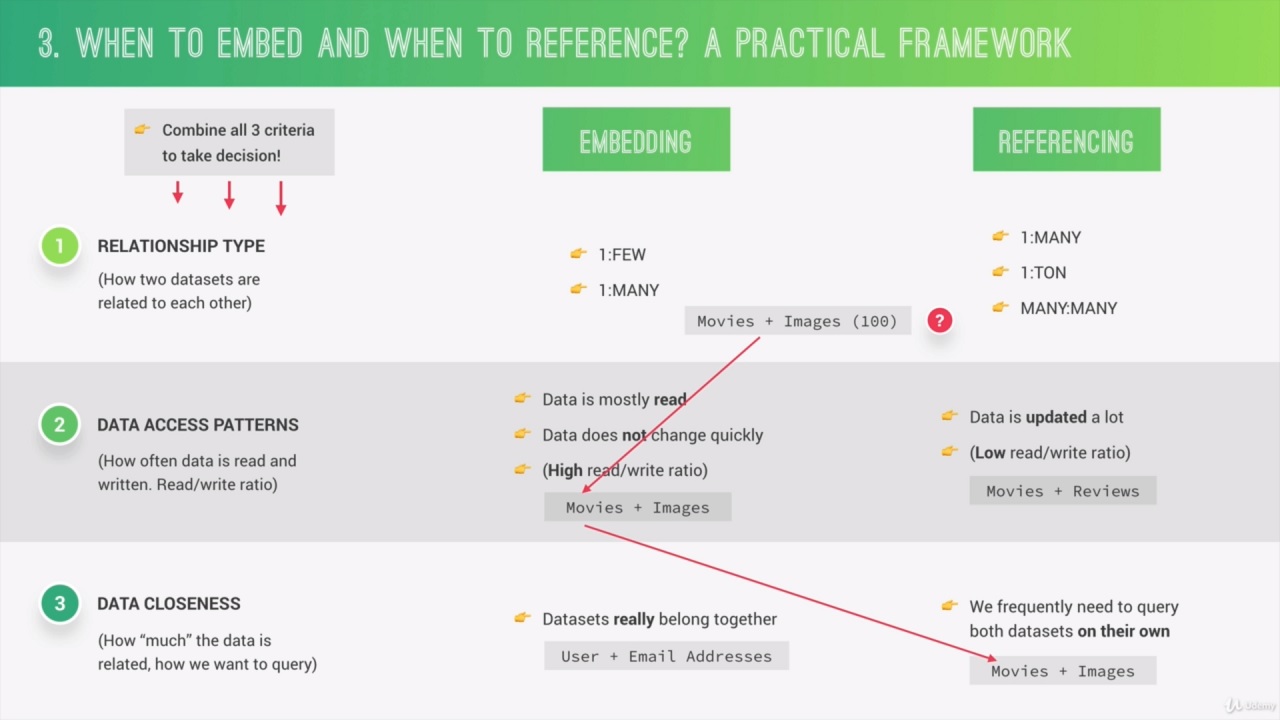 3. WHEN TO EMBED AND WHEN TO REFERENCE? A PRACTICAL FRAMEWORK
Combine all 3 criteria
to take decision!
EMBEDDING
REFERENCING
1
RELATIONSHIP TYPE
(How two datasets are
related to each other)
1:FEW
1:MANY
Movies + Images (100)
?
1:MANY
1:TON
MANY:MANY
2
DATA ACCESS PATTERNS
(How often data is read and
written. Read/write ratio)
Data is mostly read
Data does not change quickly
(High read/write ratio)
Movies + Images
Data is updated a lot
(Low read/write ratio)
Movies + Reviews
3
DATA CLOSENESS
(How “much” the data is
related, how we want to query)
Datasets really belong together
User + Email Addresses
We frequently need to query
both datasets on their own
Movies + Images
Udemy